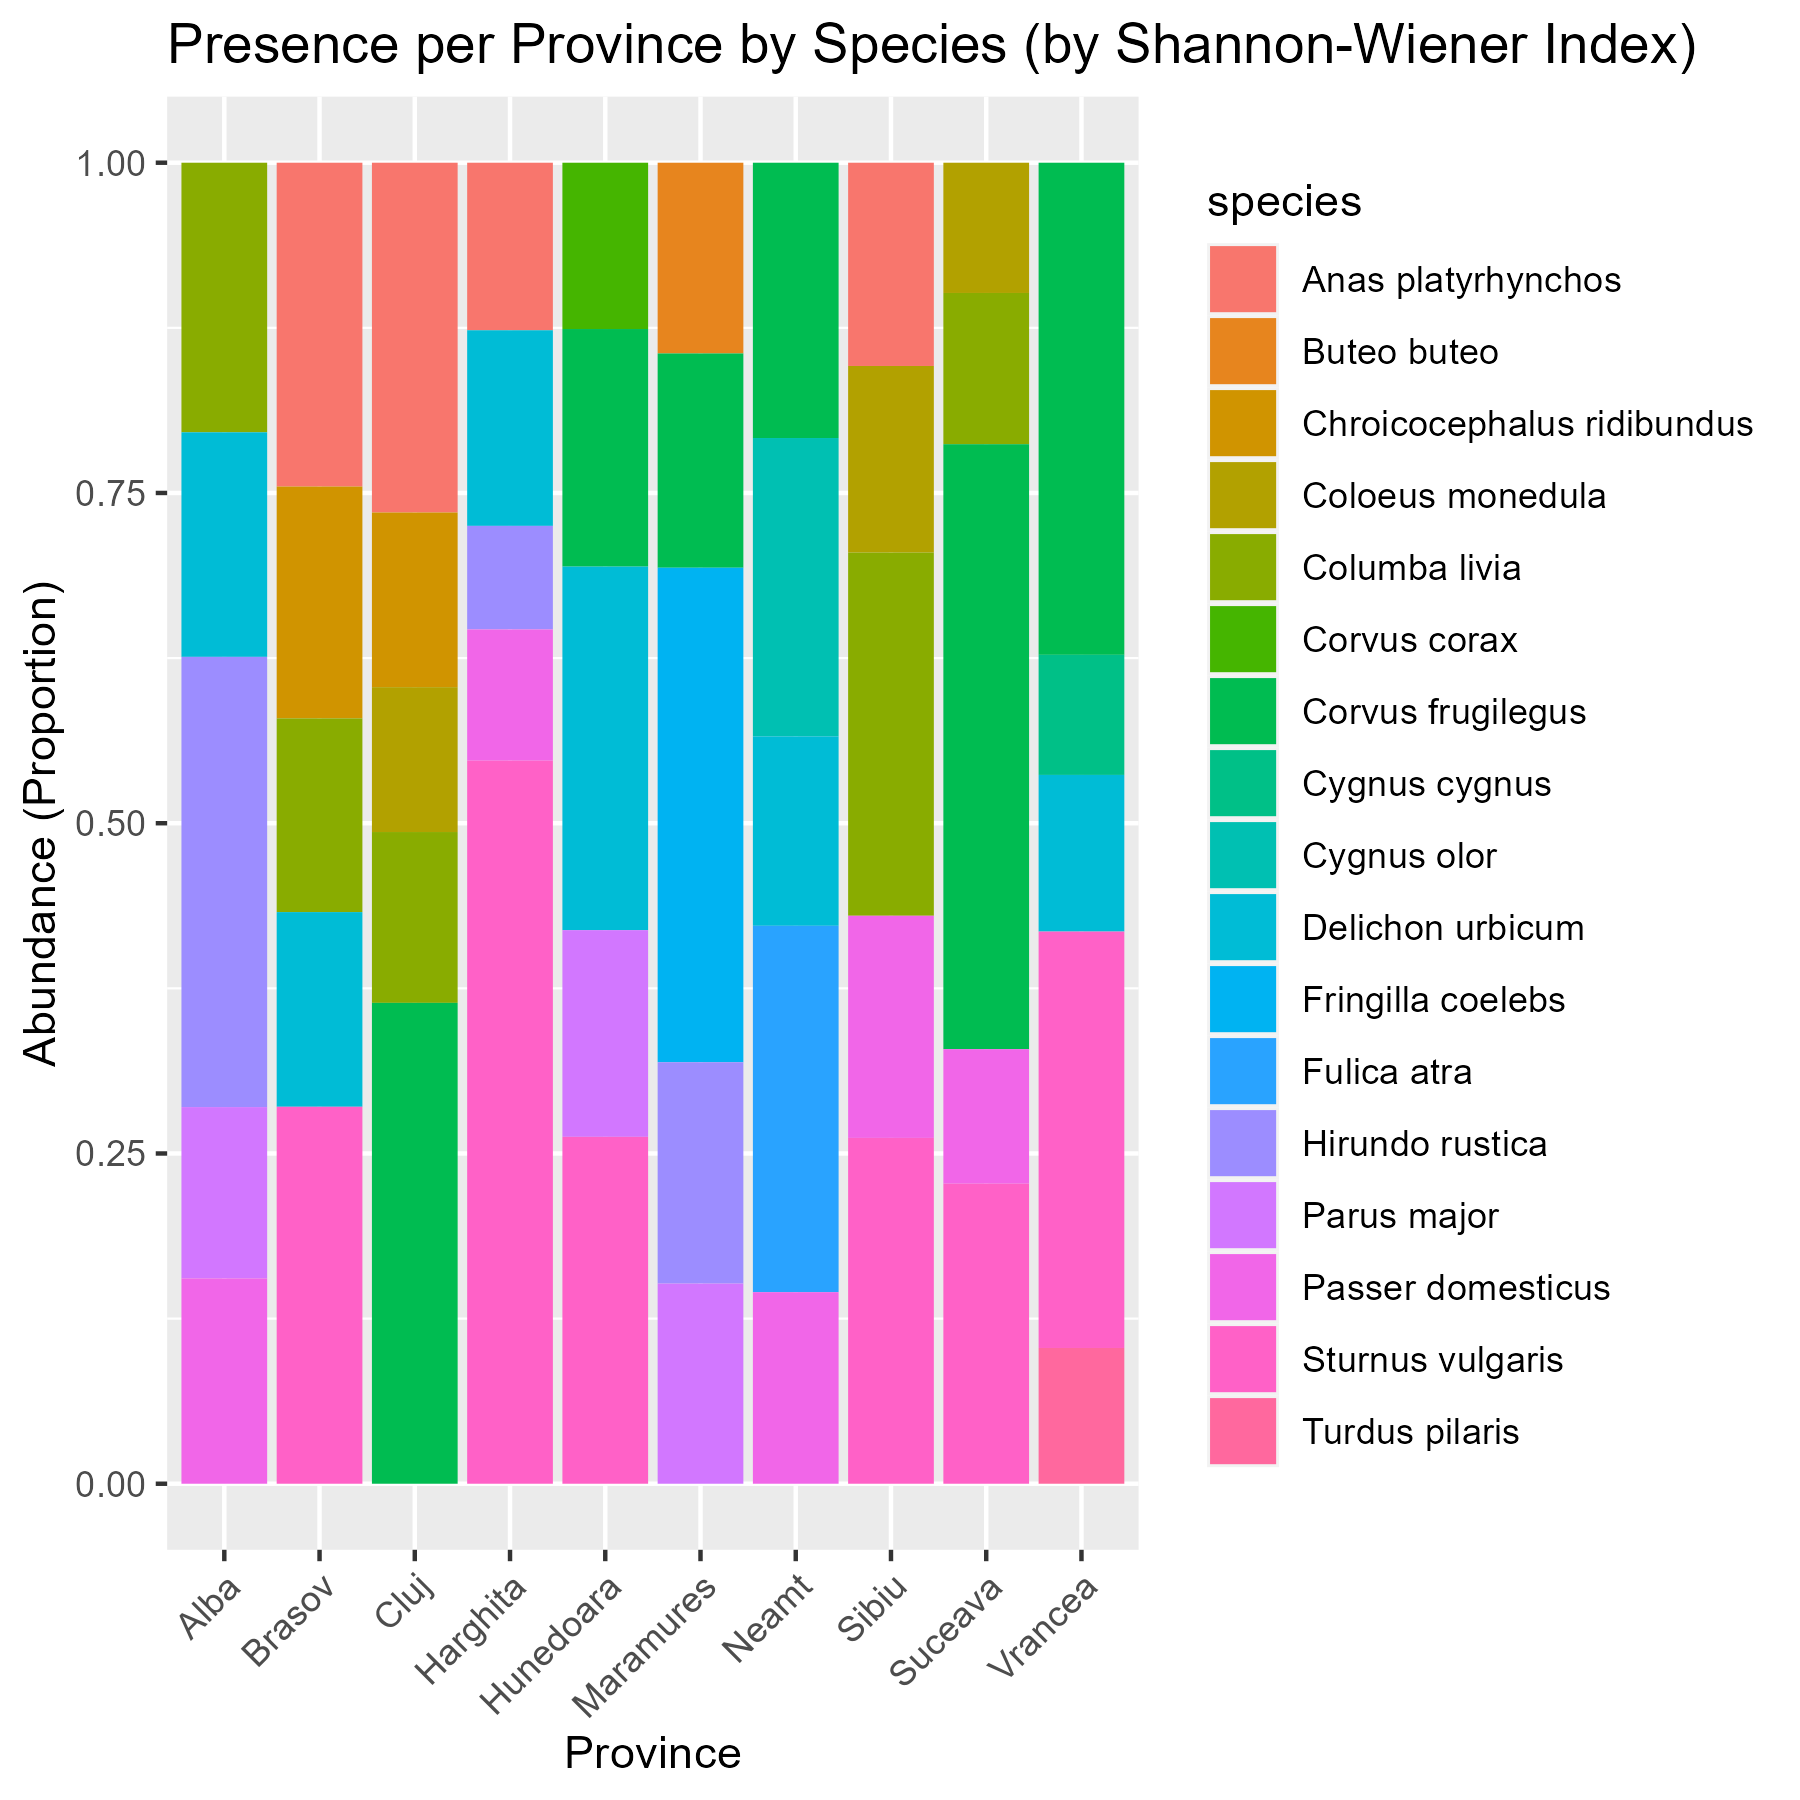 Presence per Province by Species (by Shannon-Wiener Index)
1.00
0.75
0.50
0.25
0.00
Abundance (Proportion)
Alba
Brasov
Cluj
Harghita
Hunedoara
Maramures
Neamt
Sibiu
Suceava
Vrancea
Province
species
Anas platyrhynchos
Buteo buteo
Chroicocephalus ridibundus
Coloeus monedula
Columba livia
Corvus corax
Corvus frugilegus
Cygnus cygnus
Cygnus olor
Delichon urbicum
Fringilla coelebs
Fulica atra
Hirundo rustica
Parus major
Passer domesticus
Sturnus vulgaris
Turdus pilaris